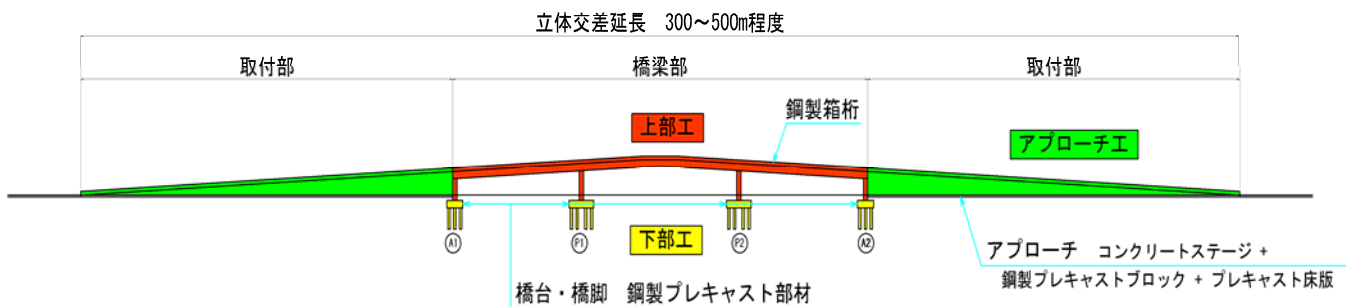 立体交差延長 300～500m程度
取付部 橋梁部 取付部
鋼製箱桁
上部工
アプローチ工
A1 P1 P2 A2
下部工
アプローチ コンクリートステージ +
鋼製プレキャストブロック + プレキャスト床版
橋台・橋脚 鋼製プレキャスト部材